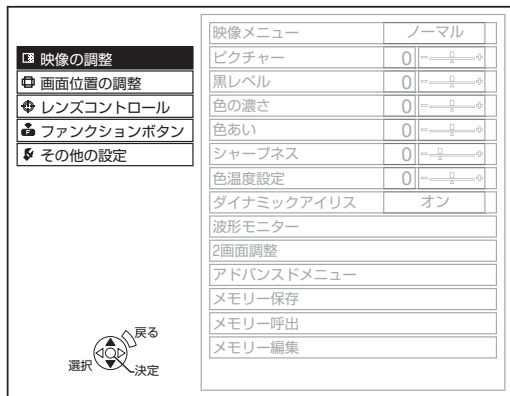 映像の調整
画面位置の調整
レンズコントロール
ファンクションボタン
その他の設定
映像メニュー ノーマル
ピクチャー 0
黒レベル 0
色の濃さ 0
色あい 0
シャープネス 0
色温度設定 0
ダイナミックアイリス オン
波形モニター
2画面調整
アドバンスドメニュー
メモリー保存
メモリー呼出
メモリー編集
戻る
選択
決定